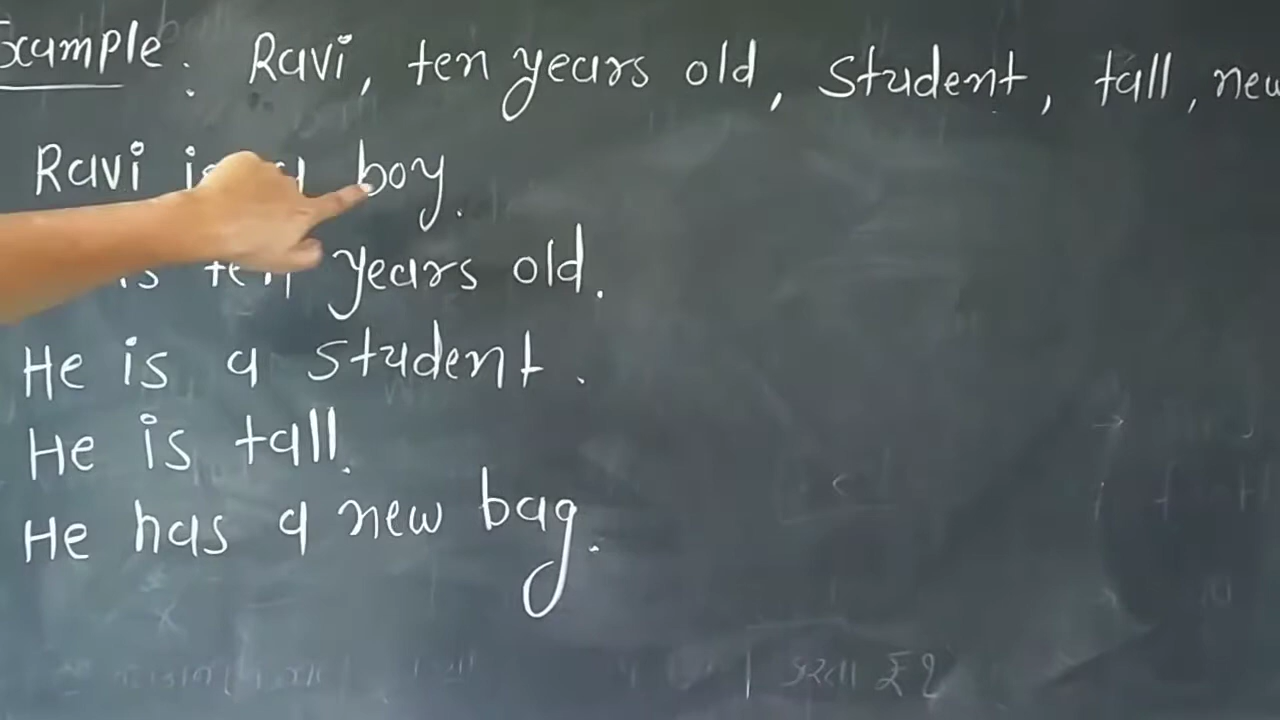 Example : Ravi, ten years old, Student, tall, new
Ravi is a boy.
is ten years old.
He is a student.
He is tall.
He has a new bag.